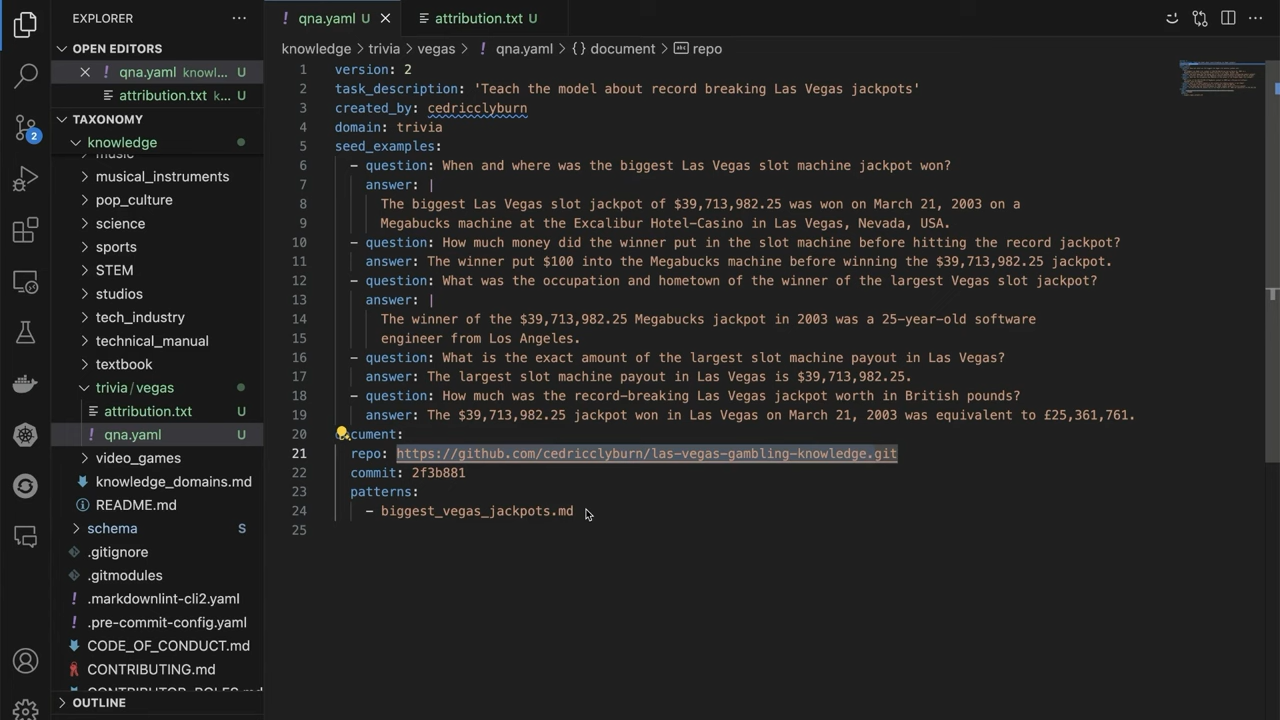 EXPLORER
OPEN EDITORS
qna.yaml knowl... U
attribution.txt k... U
TAXONOMY
knowledge
music
musical_instruments
pop_culture
science
sports
STEM
studios
tech_industry
technical_manual
textbook
trivia/vegas
attribution.txt U
! qna.yaml U
video_games
knowledge_domains.md
README.md
schema S
.gitignore
.gitmodules
! .markdownlint-cli2.yaml
! .pre-commit-config.yaml
CODE_OF_CONDUCT.md
CONTRIBUTING.md
CONTRIBUTOR_ROLES.md
OUTLINE
2
! qna.yaml U
attribution.txt U
knowledge > trivia > vegas > ! qna.yaml > {} document > abc repo
1 version: 2
2 task_description: 'Teach the model about record breaking Las Vegas jackpots'
3 created_by: cedricclyburn
4 domain: trivia
5 seed_examples:
6 - question: When and where was the biggest Las Vegas slot machine jackpot won?
7 answer: |
8 The biggest Las Vegas slot jackpot of $39,713,982.25 was won on March 21, 2003 on a
9 Megabucks machine at the Excalibur Hotel-Casino in Las Vegas, Nevada, USA.
10 - question: How much money did the winner put in the slot machine before hitting the record jackpot?
11 answer: The winner put $100 into the Megabucks machine before winning the $39,713,982.25 jackpot.
12 - question: What was the occupation and hometown of the winner of the largest Vegas slot jackpot?
13 answer: |
14 The winner of the $39,713,982.25 Megabucks jackpot in 2003 was a 25-year-old software
15 engineer from Los Angeles.
16 - question: What is the exact amount of the largest slot machine payout in Las Vegas?
17 answer: The largest slot machine payout in Las Vegas is $39,713,982.25.
18 - question: How much was the record-breaking Las Vegas jackpot worth in British pounds?
19 answer: The $39,713,982.25 jackpot won in Las Vegas on March 21, 2003 was equivalent to £25,361,761.
20 cument:
21 repo: https://github.com/cedricclyburn/las-vegas-gambling-knowledge.git
22 commit: 2f3b881
23 patterns:
24 - biggest_vegas_jackpots.md
25